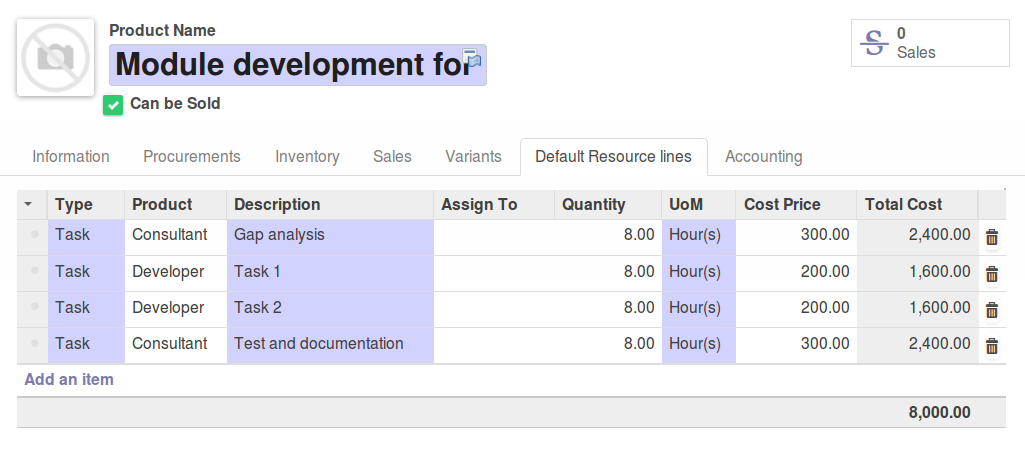 Product Name
Module development for
Can be Sold
0
Sales
Information Procurements Inventory Sales Variants Default Resource lines Accounting
Type Product Description Assign To Quantity UoM Cost Price Total Cost
Task Consultant Gap analysis 8.00 Hour(s) 300.00 2,400.00
Task Developer Task 1 8.00 Hour(s) 200.00 1,600.00
Task Developer Task 2 8.00 Hour(s) 200.00 1,600.00
Task Consultant Test and documentation 8.00 Hour(s) 300.00 2,400.00
Add an item
8,000.00